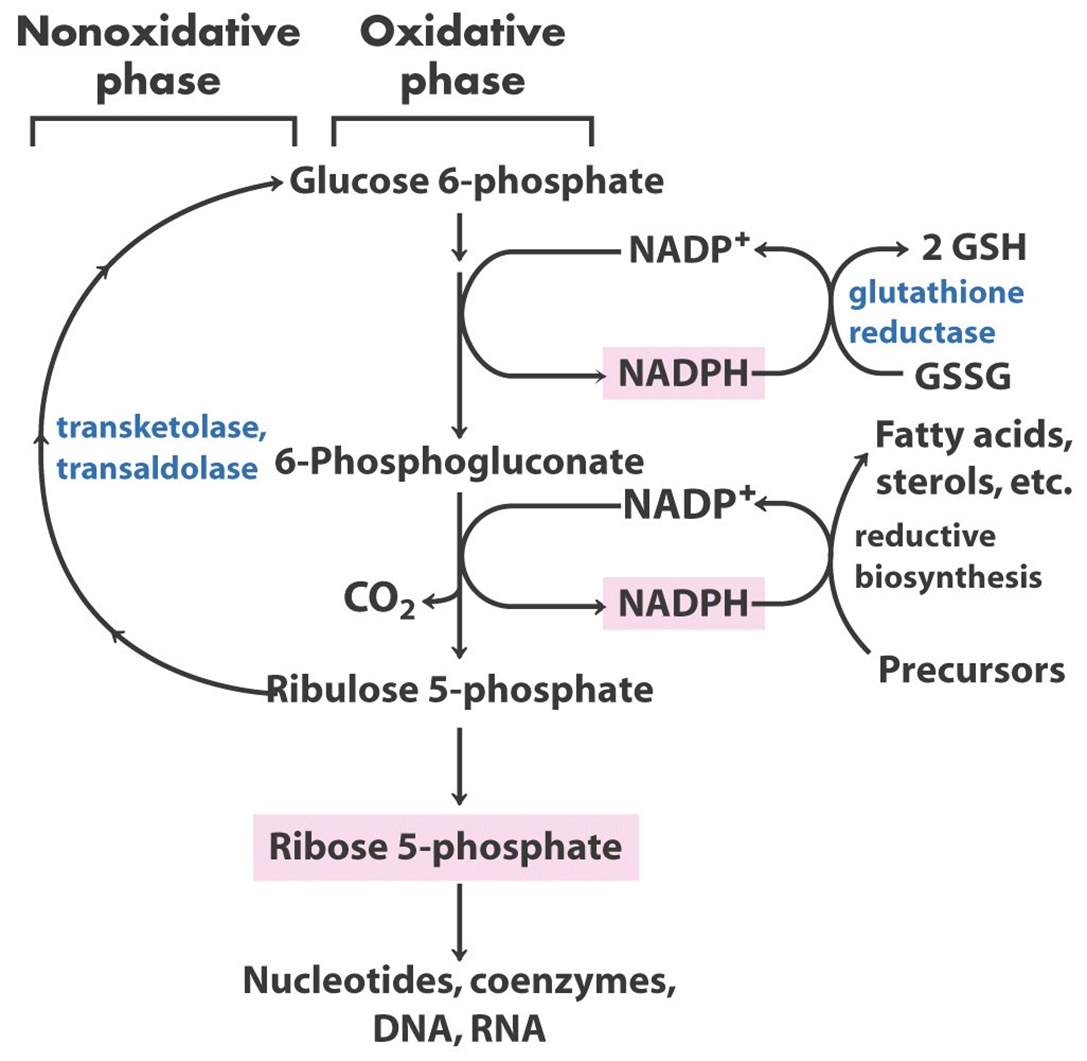 Nonoxidative
phase
Oxidative
phase
Glucose 6-phosphate
NADP⁺
2 GSH
glutathione
reductase
NADPH
GSSG
transketolase,
transaldolase
6-Phosphogluconate
Fatty acids,
sterols, etc.
NADP⁺
reductive
biosynthesis
CO₂
NADPH
Precursors
Ribulose 5-phosphate
Ribose 5-phosphate
Nucleotides, coenzymes,
DNA, RNA